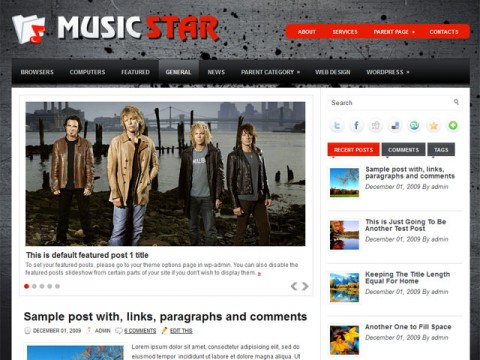 MUSIC STAR
ABOUT SERVICES PARENT PAGE » CONTACTS
BROWSERS COMPUTERS FEATURED GENERAL NEWS PARENT CATEGORY » WEB DESIGN WORDPRESS »
Search
RECENT POSTS COMMENTS TAGS
Sample post with, links,
paragraphs and comments
December 01, 2009 By admin
This is Just Going To Be
Another Test Post
December 01, 2009 By admin
Keeping The Title Length
Equal For Home
December 01, 2009 By admin
Another One to Fill Space
December 01, 2009 By admin
This is default featured post 1 title
To set your featured posts, please go to your theme options page in wp-admin. You can also disable the
featured posts slideshow from certain parts of your site if you don't wish to display them. »
Sample post with, links, paragraphs and comments
DECEMBER 01, 2009 ADMIN 6 COMMENTS EDIT THIS
Lorem ipsum dolor sit amet, consectetur adipisicing elit, sed do
eiusmod tempor incididunt ut labore et dolore magna aliqua. Ut